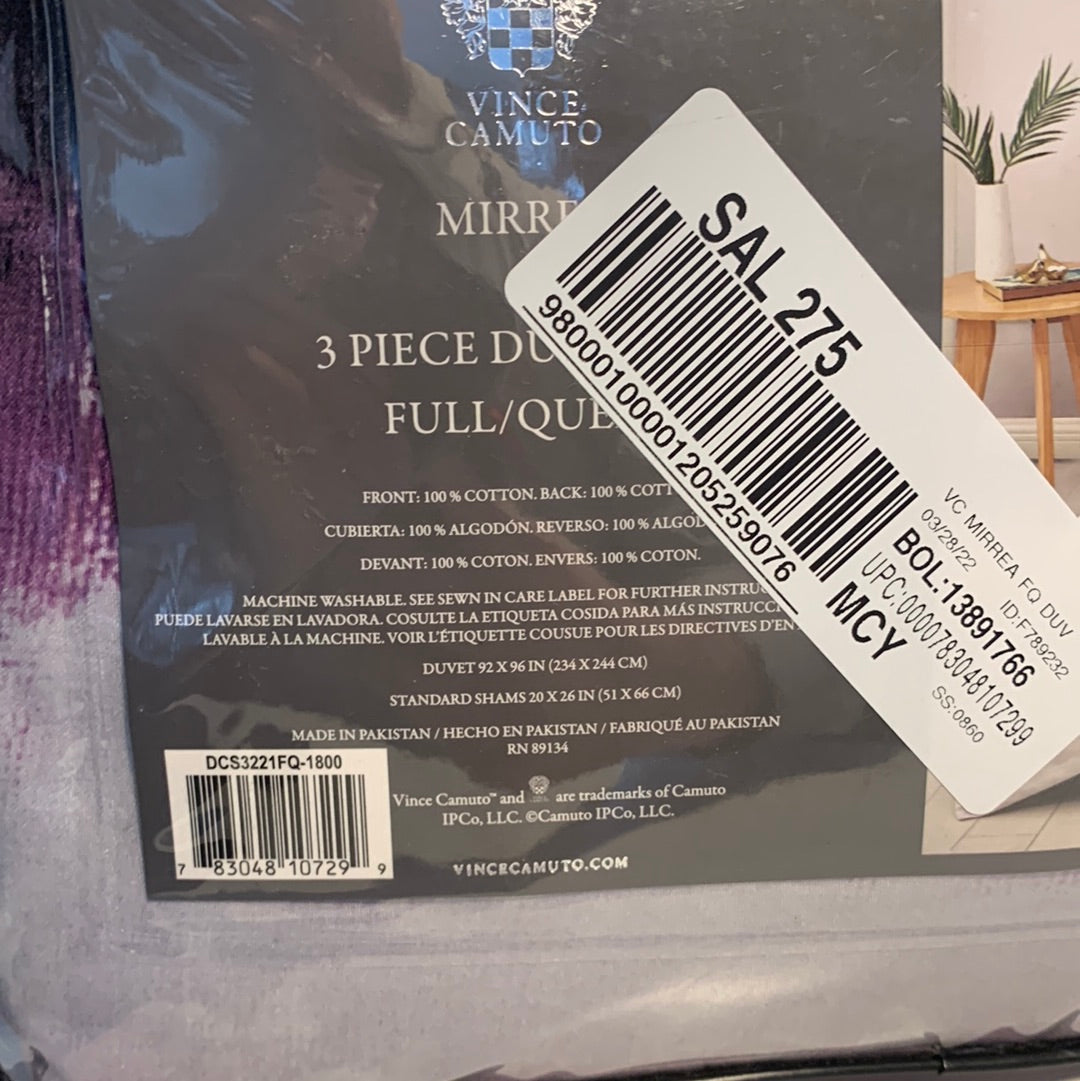 VINCE
CAMUTO
MIRRE
3 PIECE DU
FULL/QUE
FRONT: 100 % COTTON. BACK: 100 % COTT
CUBIERTA: 100 % ALGODÓN. REVERSO: 100 % ALGOD
DEVANT: 100 % COTON. ENVERS: 100 % COTON.
MACHINE WASHABLE. SEE SEWN IN CARE LABEL FOR FURTHER INSTRU
PUEDE LAVARSE EN LAVADORA. COSULTE LA ETIQUETA COSIDA PARA MÁS INSTRUCCI
LAVABLE À LA MACHINE. VOIR L'ÉTIQUETTE COUSUE POUR LES DIRECTIVES D'EN
DUVET 92 X 96 IN (234 X 244 CM)
STANDARD SHAMS 20 X 26 IN (51 X 66 CM)
MADE IN PAKISTAN / HECHO EN PAKISTAN / FABRIQUÉ AU PAKISTAN
RN 89134
Vince Camuto™ and are trademarks of Camuto
IPCo, LLC. ©Camuto IPCo, LLC.
VINCECAMUTO.COM
DCS3221FQ-1800
7 83048 10729 9
SAL 275
98000100001205259076
MCY
VC MIRREA FQ DUV
03/28/22 ID:F789232
BOL:13891766
UPC:00000783048107299
SS:0860